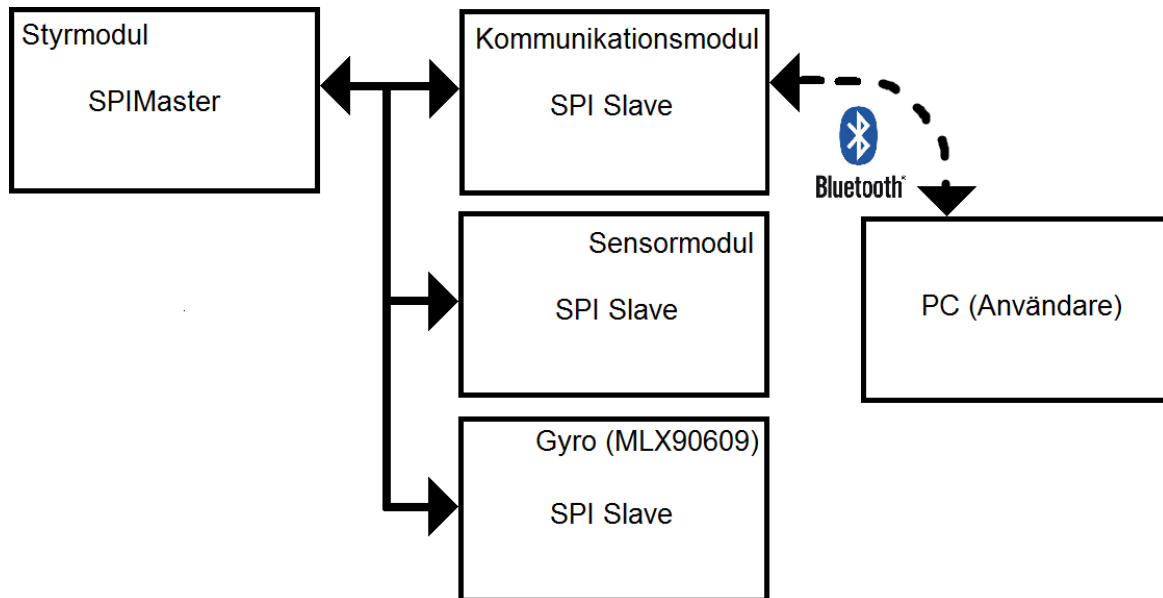 Styrmodul
SPIMaster
Kommunikationsmodul
SPI Slave
Bluetooth*
Sensormodul
SPI Slave
PC (Användare)
Gyro (MLX90609)
SPI Slave